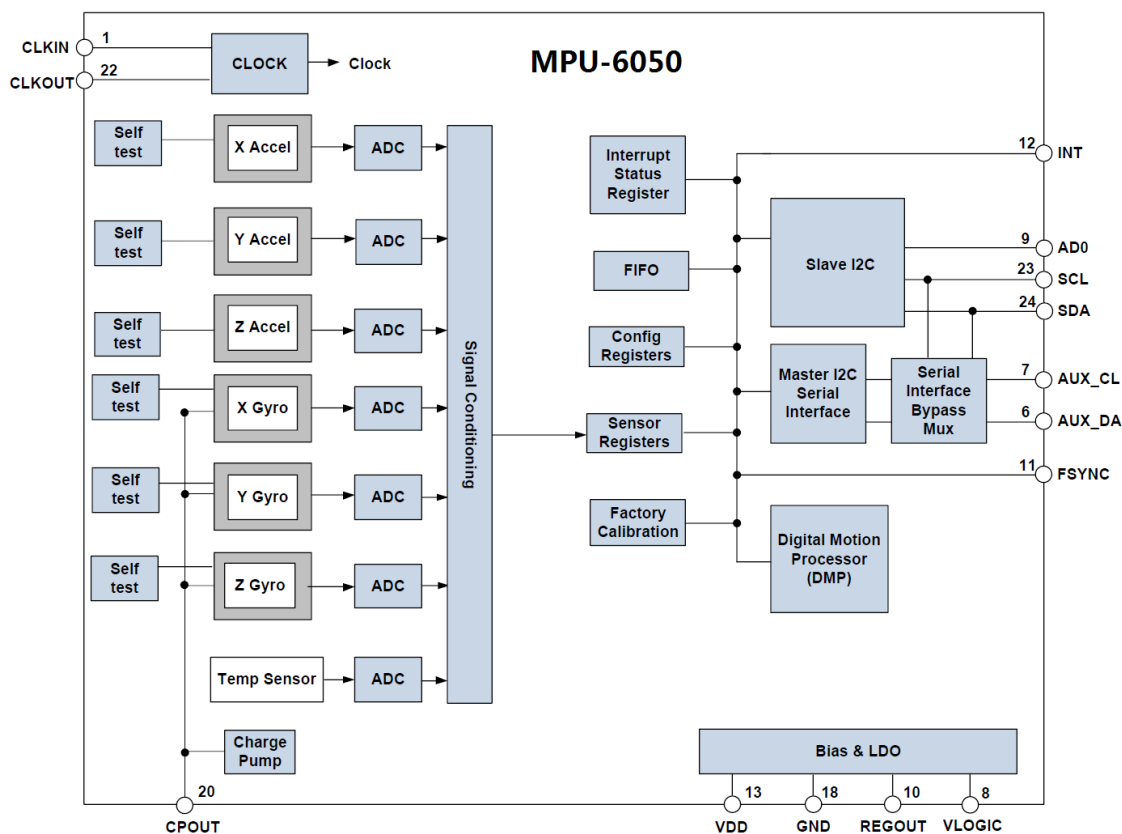 MPU-6050
CLKIN
1
CLKOUT
22
CLOCK
Clock
Self
test
X Accel
ADC
Self
test
Y Accel
ADC
Self
test
Z Accel
ADC
Self
test
X Gyro
ADC
Self
test
Y Gyro
ADC
Self
test
Z Gyro
ADC
Temp Sensor
ADC
Signal Conditioning
Charge
Pump
20
CPOUT
Interrupt
Status
Register
FIFO
Config
Registers
Sensor
Registers
Factory
Calibration
Slave I2C
Master I2C
Serial
Interface
Serial
Interface
Bypass
Mux
Digital Motion
Processor
(DMP)
12
INT
9
AD0
23
SCL
24
SDA
7
AUX_CL
6
AUX_DA
11
FSYNC
Bias & LDO
13
18
10
8
VDD
GND
REGOUT
VLOGIC